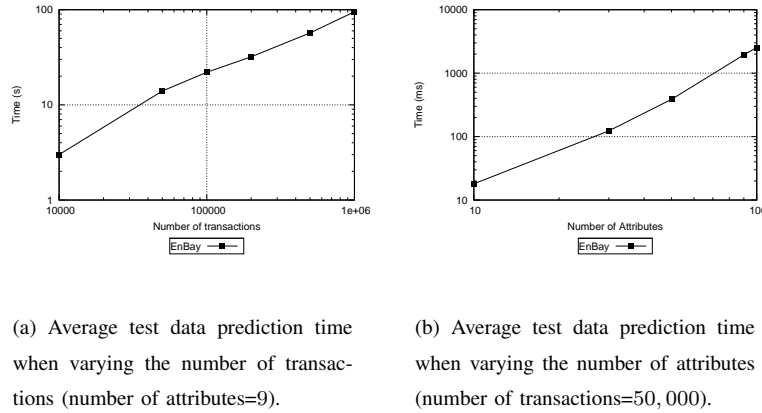 100
10
1
10000
100000
1e+06
Time (s)
Number of transactions
EnBay
10000
1000
100
10
10
100
Time (ms)
Number of Attributes
EnBay
(a) Average test data prediction time
when varying the number of transac-
tions (number of attributes=9).
(b) Average test data prediction time
when varying the number of attributes
(number of transactions=50, 000).